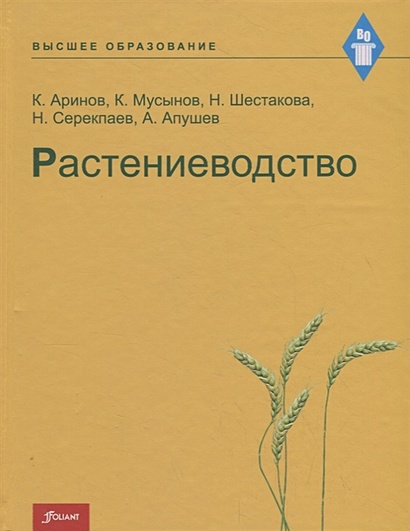 ВЫСШЕЕ ОБРАЗОВАНИЕ
ВО
К. Аринов, К. Мусынов, Н. Шестакова,
Н. Серекпаев, А. Апушев
Растениеводство
FOLIANT